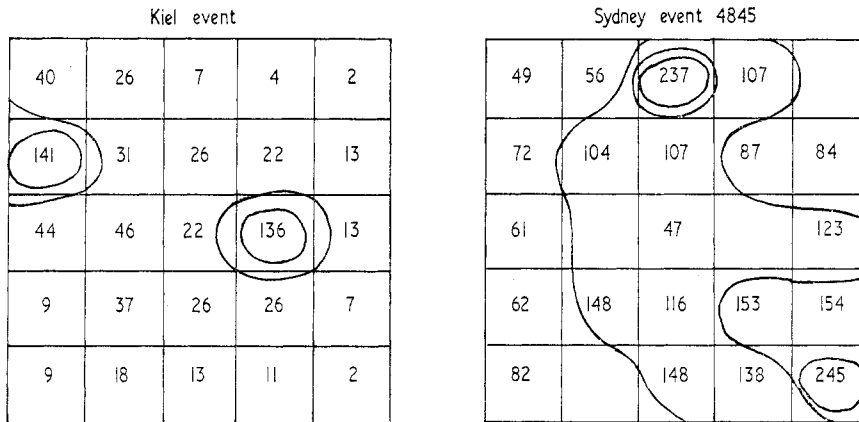 Kiel event
40 26 7 4 2
141 31 26 22 13
44 46 22 136 13
9 37 26 26 7
9 18 13 11 2
Sydney event 4845
49 56 237 107
72 104 107 87 84
61 47 123
62 148 116 153 154
82 148 138 245